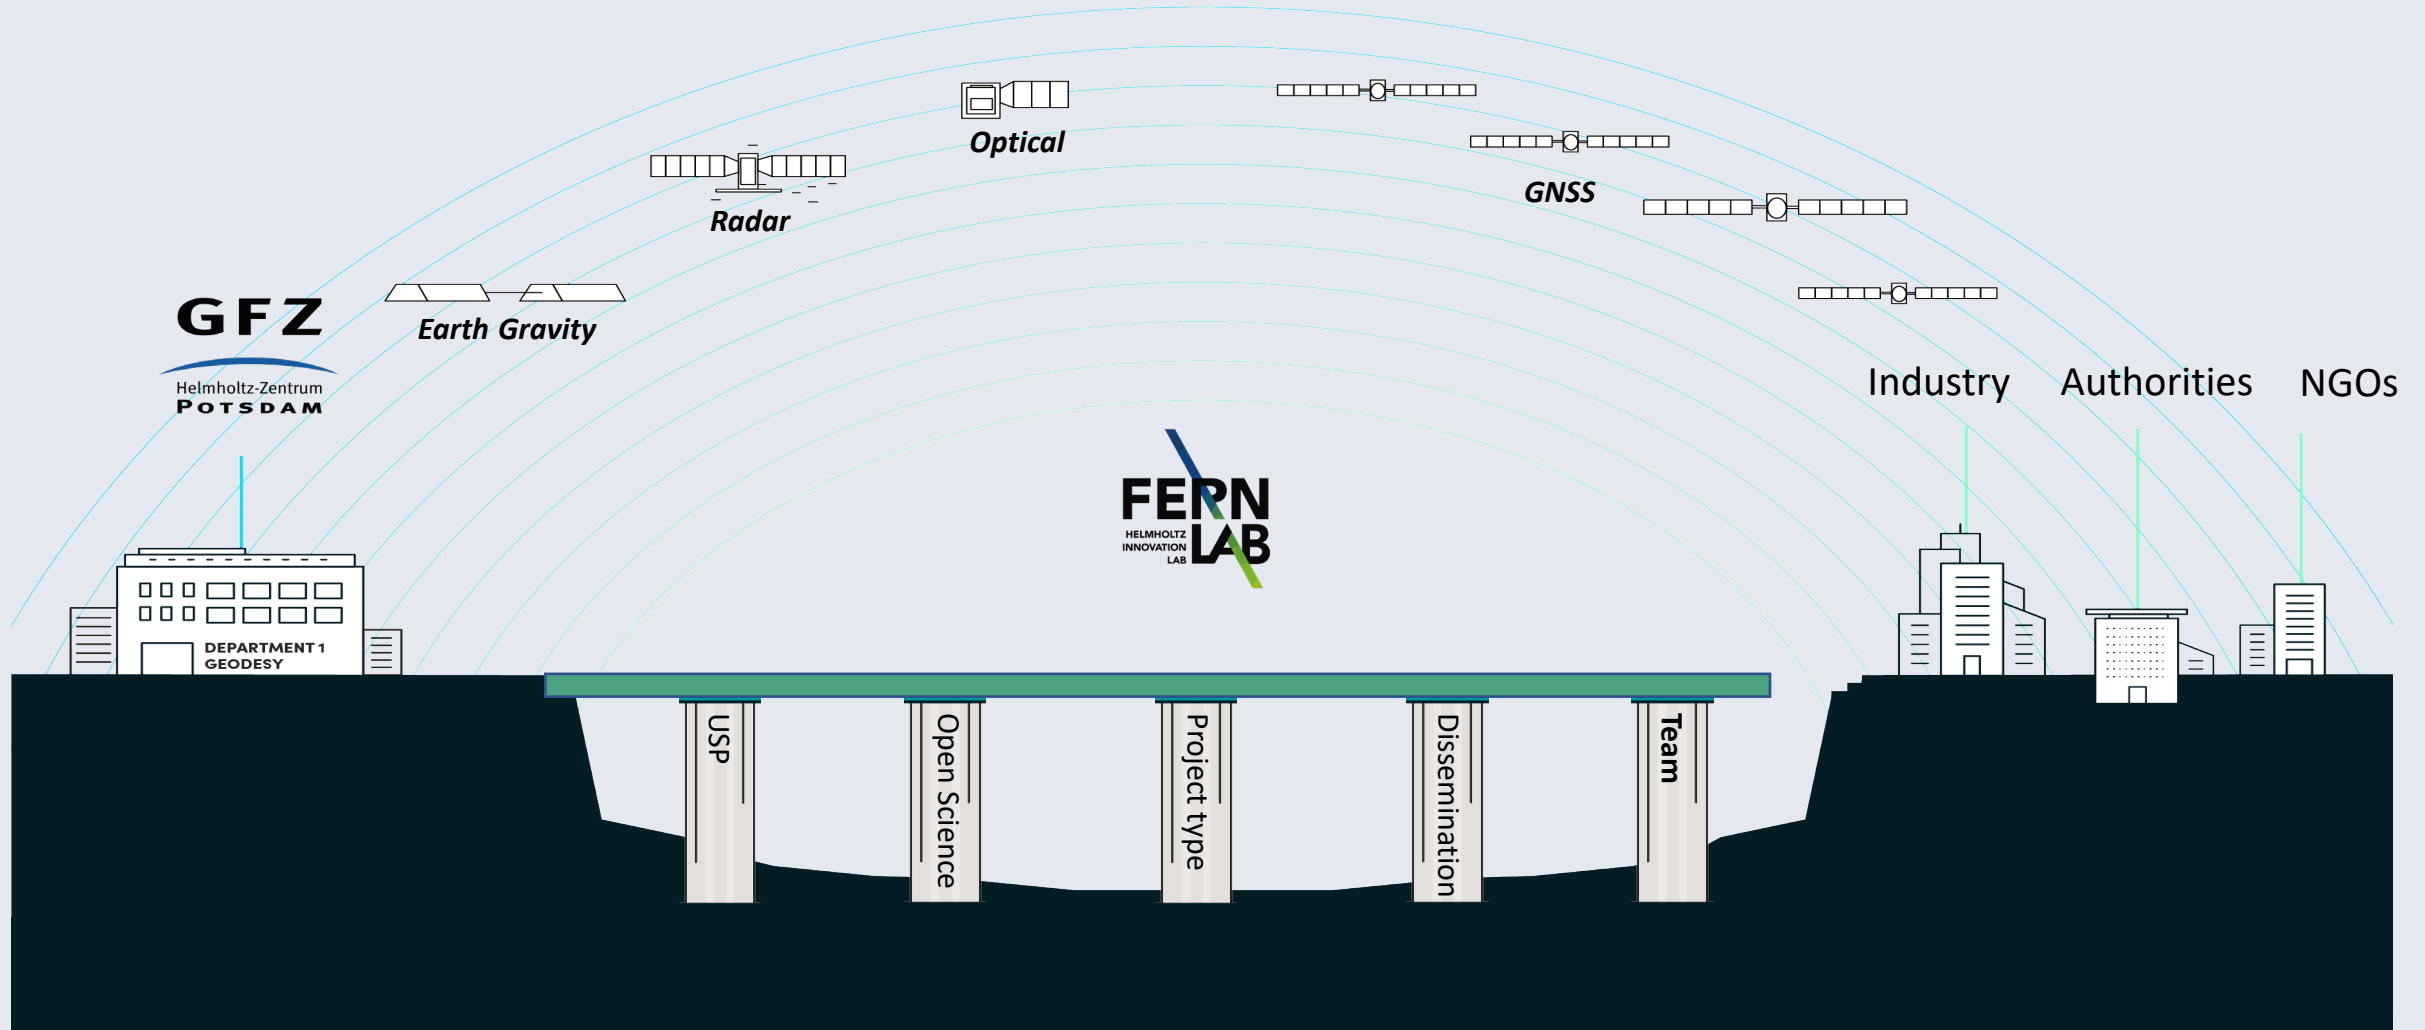 Optical
Radar
GNSS
Earth Gravity
GFZ
Helmholtz-Zentrum
POTSDAM
Industry
Authorities
NGOs
FERN
LAB
HELMHOLTZ
INNOVATION
LAB
DEPARTMENT 1
GEODESY
USP
Open Science
Project type
Dissemination
Team